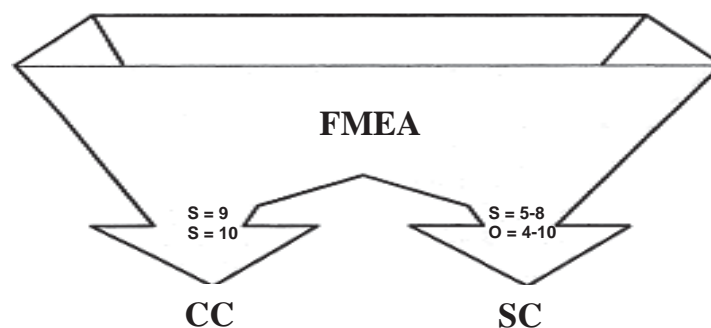 FMEA
S = 9
S = 10
S = 5-8
O = 4-10
CC
SC